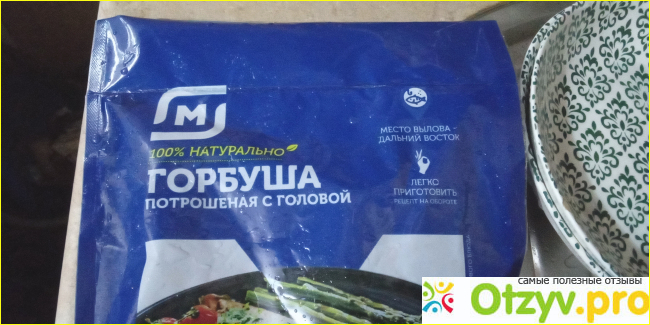 М
100% НАТУРАЛЬНО
ГОРБУША
ПОТРОШЕНАЯ С ГОЛОВОЙ
МЕСТО ВЫЛОВА -
ДАЛЬНИЙ ВОСТОК
ЛЕГКО
ПРИГОТОВИТЬ
РЕЦЕПТ НА ОБОРОТЕ
самые полезные отзывы
Otzyv.pro